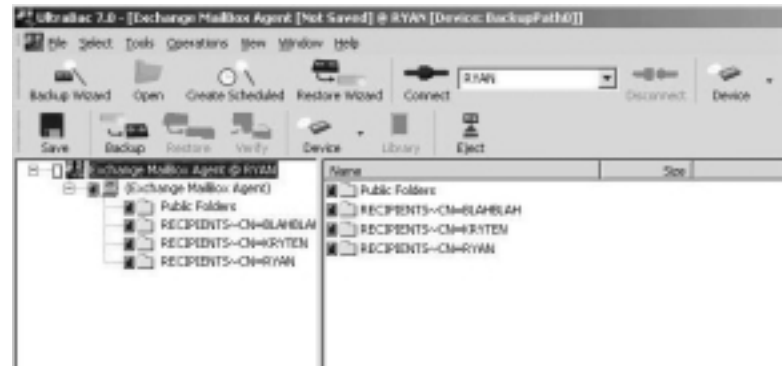 UltraBac 7.0 - [Exchange MailBox Agent [Not Saved] @ RYAN [Device: BackupPath0]]
File Select Tools Operations View Window Help
Backup Wizard Open Create Scheduled Restore Wizard Connect RYAN Disconnect Device
Save Backup Restore Verify Device Library Eject
Exchange MailBox Agent @ RYAN
(Exchange MailBox Agent)
Public Folders
RECIPIENTS~CN=BLAHBLAH
RECIPIENTS~CN=KRYTEN
RECIPIENTS~CN=RYAN
Name Size
Public Folders
RECIPIENTS~CN=BLAHBLAH
RECIPIENTS~CN=KRYTEN
RECIPIENTS~CN=RYAN